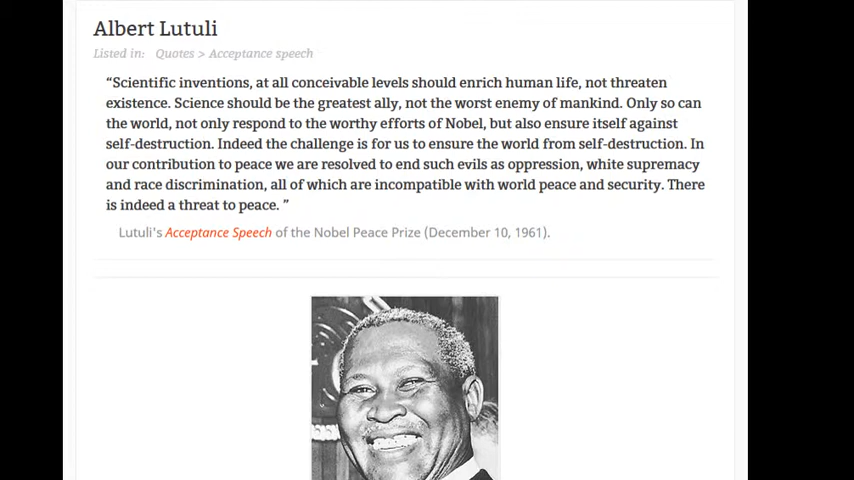 Albert Lutuli
Listed in: Quotes > Acceptance speech
“Scientific inventions, at all conceivable levels should enrich human life, not threaten
existence. Science should be the greatest ally, not the worst enemy of mankind. Only so can
the world, not only respond to the worthy efforts of Nobel, but also ensure itself against
self-destruction. Indeed the challenge is for us to ensure the world from self-destruction. In
our contribution to peace we are resolved to end such evils as oppression, white supremacy
and race discrimination, all of which are incompatible with world peace and security. There
is indeed a threat to peace. ”
Lutuli's Acceptance Speech of the Nobel Peace Prize (December 10, 1961).